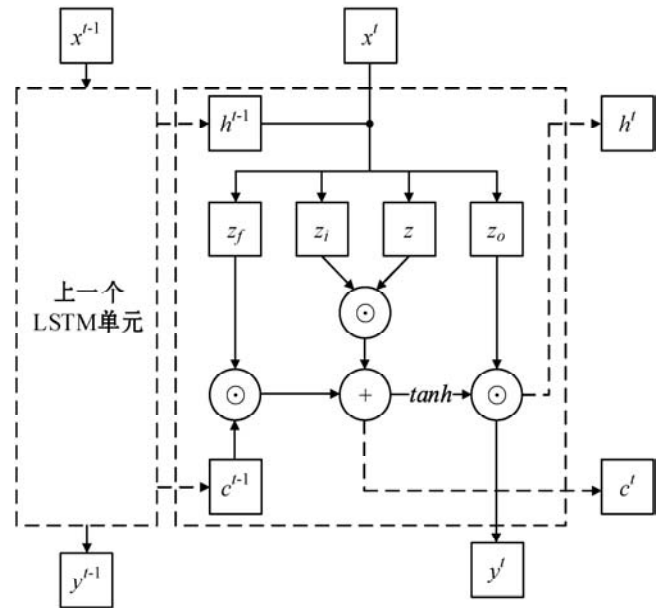 x^{t-1}
x^t
h^{t-1}
h^t
z_f
z_i
z
z_o
上一个
LSTM单元
⊙
⊙
+
tanh
⊙
c^{t-1}
c^t
y^{t-1}
y^t